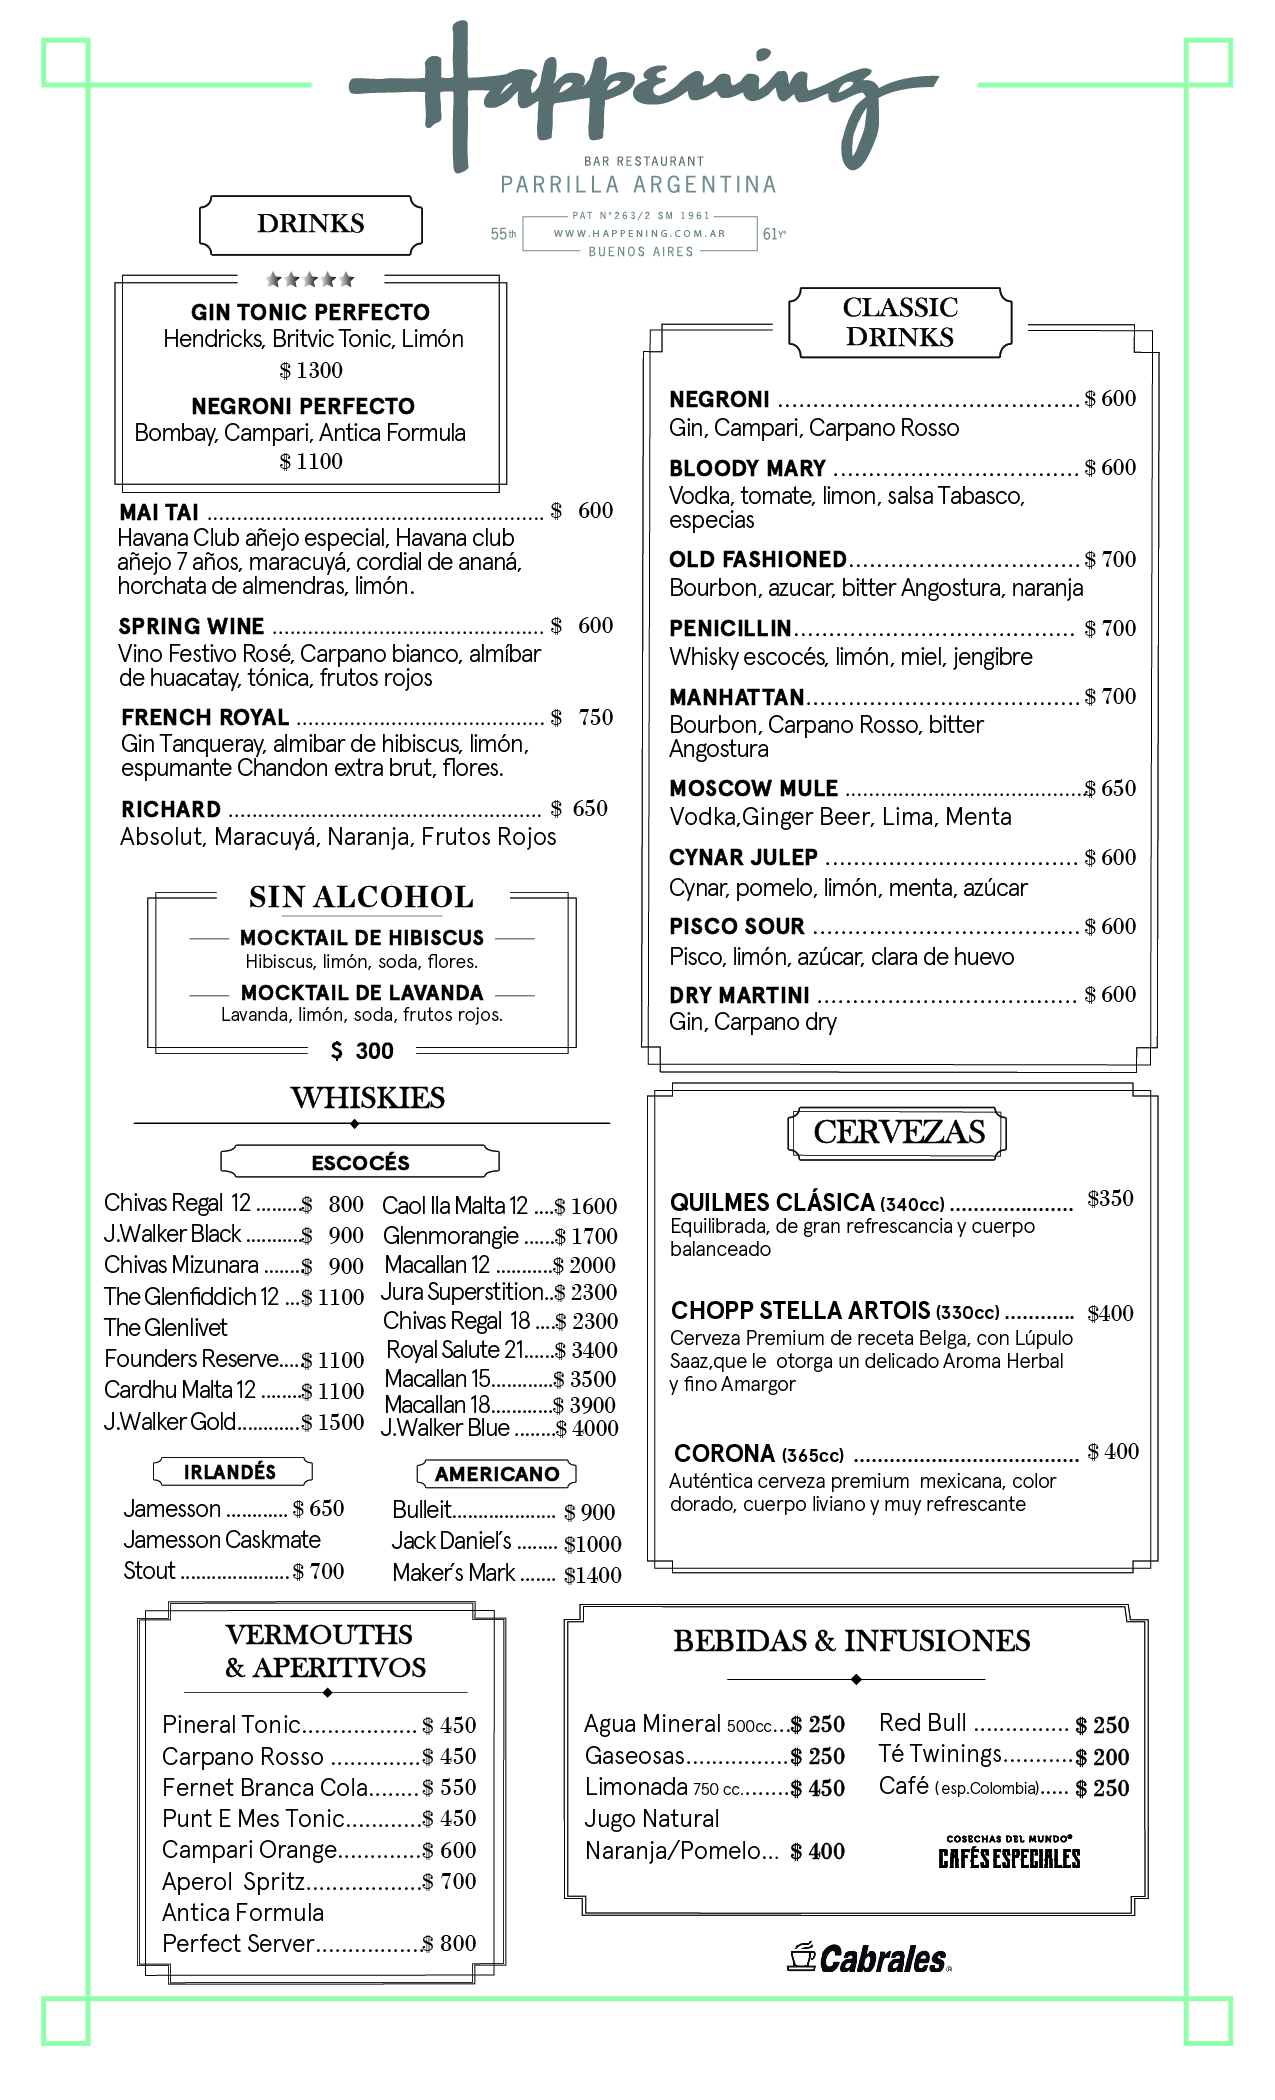 Happening
BAR RESTAURANT
PARRILLA ARGENTINA
PAT N°263/2 SM 1961
55th WWW.HAPPENING.COM.AR 61Yº
BUENOS AIRES
DRINKS
GIN TONIC PERFECTO
Hendricks, Britvic Tonic, Limón
$ 1300
NEGRONI PERFECTO
Bombay, Campari, Antica Formula
$ 1100
MAI TAI ........................................................ $ 600
Havana Club añejo especial, Havana club
añejo 7 años, maracuyá, cordial de ananá,
horchata de almendras, limón.
SPRING WINE ............................................. $ 600
Vino Festivo Rosé, Carpano bianco, almíbar
de huacatay, tónica, frutos rojos
FRENCH ROYAL ......................................... $ 750
Gin Tanqueray, almibar de hibiscus, limón,
espumante Chandon extra brut, flores.
RICHARD .................................................... $ 650
Absolut, Maracuyá, Naranja, Frutos Rojos
SIN ALCOHOL
MOCKTAIL DE HIBISCUS
Hibiscus, limón, soda, flores.
MOCKTAIL DE LAVANDA
Lavanda, limón, soda, frutos rojos.
$ 300
WHISKIES
ESCOCÉS
Chivas Regal 12 ........$ 800
J.Walker Black ..........$ 900
Chivas Mizunara .......$ 900
The Glenfiddich 12 ...$ 1100
The Glenlivet
Founders Reserve....$ 1100
Cardhu Malta 12 .......$ 1100
J.Walker Gold...........$ 1500
Caol Ila Malta 12 ....$ 1600
Glenmorangie ......$ 1700
Macallan 12 ..........$ 2000
Jura Superstition..$ 2300
Chivas Regal 18 ....$ 2300
Royal Salute 21......$ 3400
Macallan 15...........$ 3500
Macallan 18...........$ 3900
J.Walker Blue ........$ 4000
IRLANDÉS
Jamesson ............ $ 650
Jamesson Caskmate
Stout ..................... $ 700
AMERICANO
Bulleit.................... $ 900
Jack Daniel´s ........ $1000
Maker´s Mark ....... $1400
VERMOUTHS
& APERITIVOS
Pineral Tonic.................. $ 450
Carpano Rosso ..............$ 450
Fernet Branca Cola........ $ 550
Punt E Mes Tonic............$ 450
Campari Orange.............$ 600
Aperol Spritz..................$ 700
Antica Formula
Perfect Server.................$ 800
CLASSIC
DRINKS
NEGRONI .......................................... $ 600
Gin, Campari, Carpano Rosso
BLOODY MARY .................................. $ 600
Vodka, tomate, limon, salsa Tabasco,
especias
OLD FASHIONED................................ $ 700
Bourbon, azucar, bitter Angostura, naranja
PENICILLIN....................................... $ 700
Whisky escocés, limón, miel, jengibre
MANHATTAN...................................... $ 700
Bourbon, Carpano Rosso, bitter
Angostura
MOSCOW MULE .........................................$ 650
Vodka,Ginger Beer, Lima, Menta
CYNAR JULEP ................................... $ 600
Cynar, pomelo, limón, menta, azúcar
PISCO SOUR ..................................... $ 600
Pisco, limón, azúcar, clara de huevo
DRY MARTINI .................................... $ 600
Gin, Carpano dry
CERVEZAS
QUILMES CLÁSICA (340cc) ..................... $350
Equilibrada, de gran refrescancia y cuerpo
balanceado
CHOPP STELLA ARTOIS (330cc) ............ $400
Cerveza Premium de receta Belga, con Lúpulo
Saaz,que le otorga un delicado Aroma Herbal
y fino Amargor
CORONA (365cc) ...................................... $ 400
Auténtica cerveza premium mexicana, color
dorado, cuerpo liviano y muy refrescante
BEBIDAS & INFUSIONES
Agua Mineral 500cc...$ 250
Gaseosas................$ 250
Limonada 750 cc........$ 450
Jugo Natural
Naranja/Pomelo... $ 400
Red Bull ............... $ 250
Té Twinings...........$ 200
Café (esp.Colombia)..... $ 250
COSECHAS DEL MUNDO®
CAFÉS ESPECIALES
Cabrales®